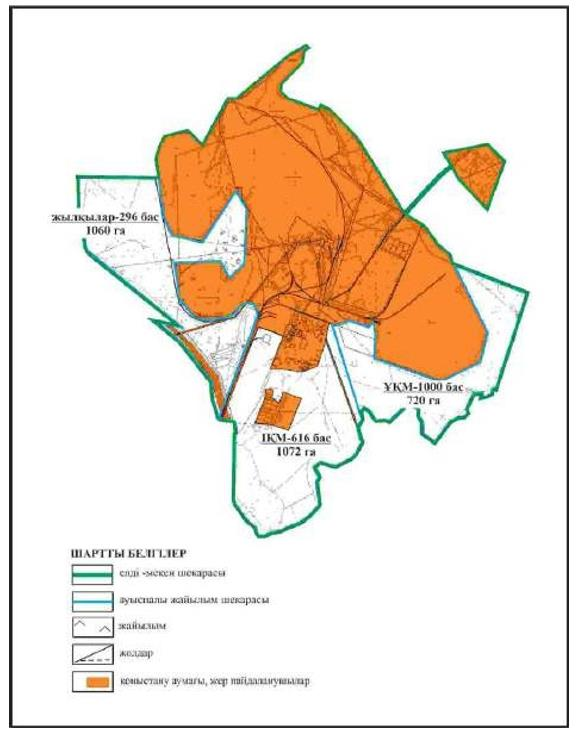 жылқылар-296 бас
1060 га
ҰҚМ-1000 бас
720 га
ІҚМ-616 бас
1072 га
ШАРТТЫ БЕЛГІЛЕР
елді -мекен шекарасы
ауыспалы жайылым шекарасы
жайылым
жолдар
қоныстану аумағы, жер пайдаланушылар